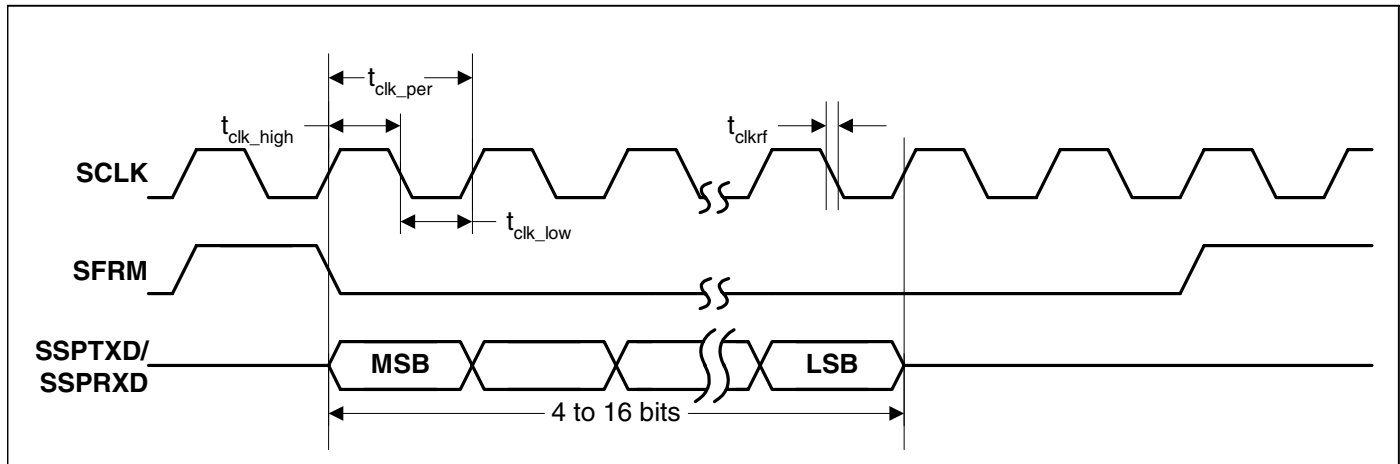 t_clk_per
t_clk_high
t_clkrf
SCLK
t_clk_low
SFRM
SSPTXD/
SSPRXD
MSB
LSB
4 to 16 bits